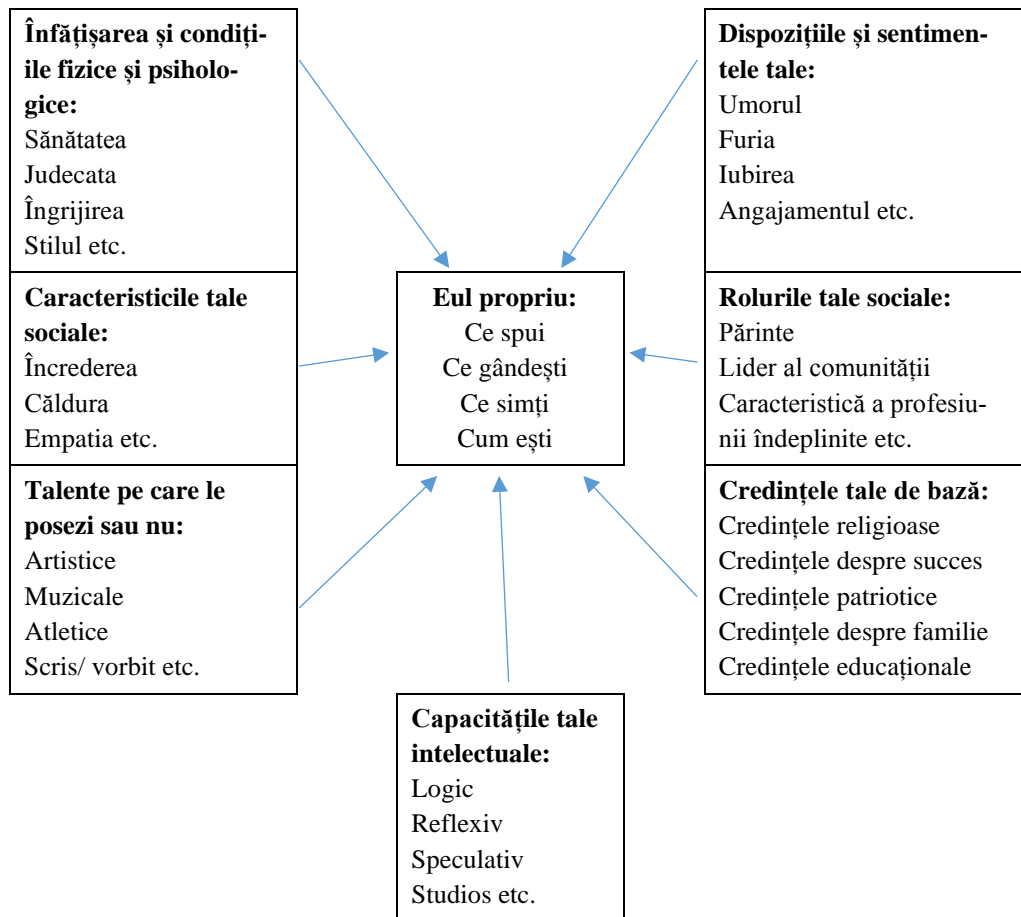 Înfățișarea și condiți-
ile fizice și psiholo-
gice:
Sănătatea
Judecata
Îngrijirea
Stilul etc.
Caracteristicile tale
sociale:
Încrederea
Căldura
Empatia etc.
Talente pe care le
posezi sau nu:
Artistice
Muzicale
Atletice
Scris/ vorbit etc.
Eul propriu:
Ce spui
Ce gândești
Ce simți
Cum ești
Capacitățile tale
intelectuale:
Logic
Reflexiv
Speculativ
Studios etc.
Dispozițiile și sentimen-
tele tale:
Umorul
Furia
Iubirea
Angajamentul etc.
Rolurile tale sociale:
Părinte
Lider al comunității
Caracteristică a profesiu-
nii îndeplinite etc.
Credințele tale de bază:
Credințele religioase
Credințele despre succes
Credințele patriotice
Credințele despre familie
Credințele educaționale